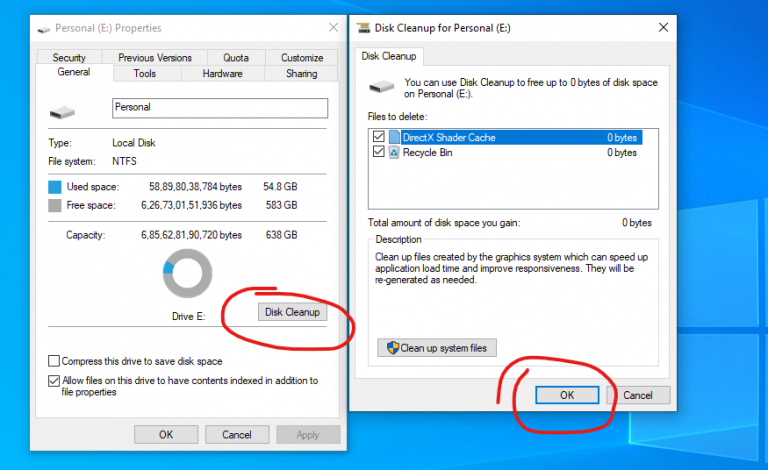 Personal (E:) Properties
Security Previous Versions Quota Customize
General Tools Hardware Sharing
Personal
Type: Local Disk
File system: NTFS
Used space: 58,89,80,38,784 bytes 54.8 GB
Free space: 6,26,73,01,51,936 bytes 583 GB
Capacity: 6,85,62,81,90,720 bytes 638 GB
Drive E: Disk Cleanup
Compress this drive to save disk space
Allow files on this drive to have contents indexed in addition to
file properties
OK Cancel Apply
Disk Cleanup for Personal (E:)
Disk Cleanup
You can use Disk Cleanup to free up to 0 bytes of disk space
on Personal (E:).
Files to delete:
DirectX Shader Cache 0 bytes
Recycle Bin 0 bytes
Total amount of disk space you gain: 0 bytes
Description
Clean up files created by the graphics system which can speed up
application load time and improve responsiveness. They will be
re-generated as needed.
Clean up system files
OK Cancel